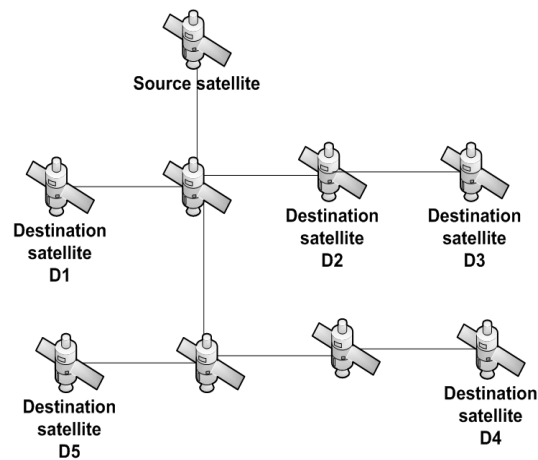 Source satellite
Destination
satellite
D1
Destination
satellite
D2
Destination
satellite
D3
Destination
satellite
D5
Destination
satellite
D4